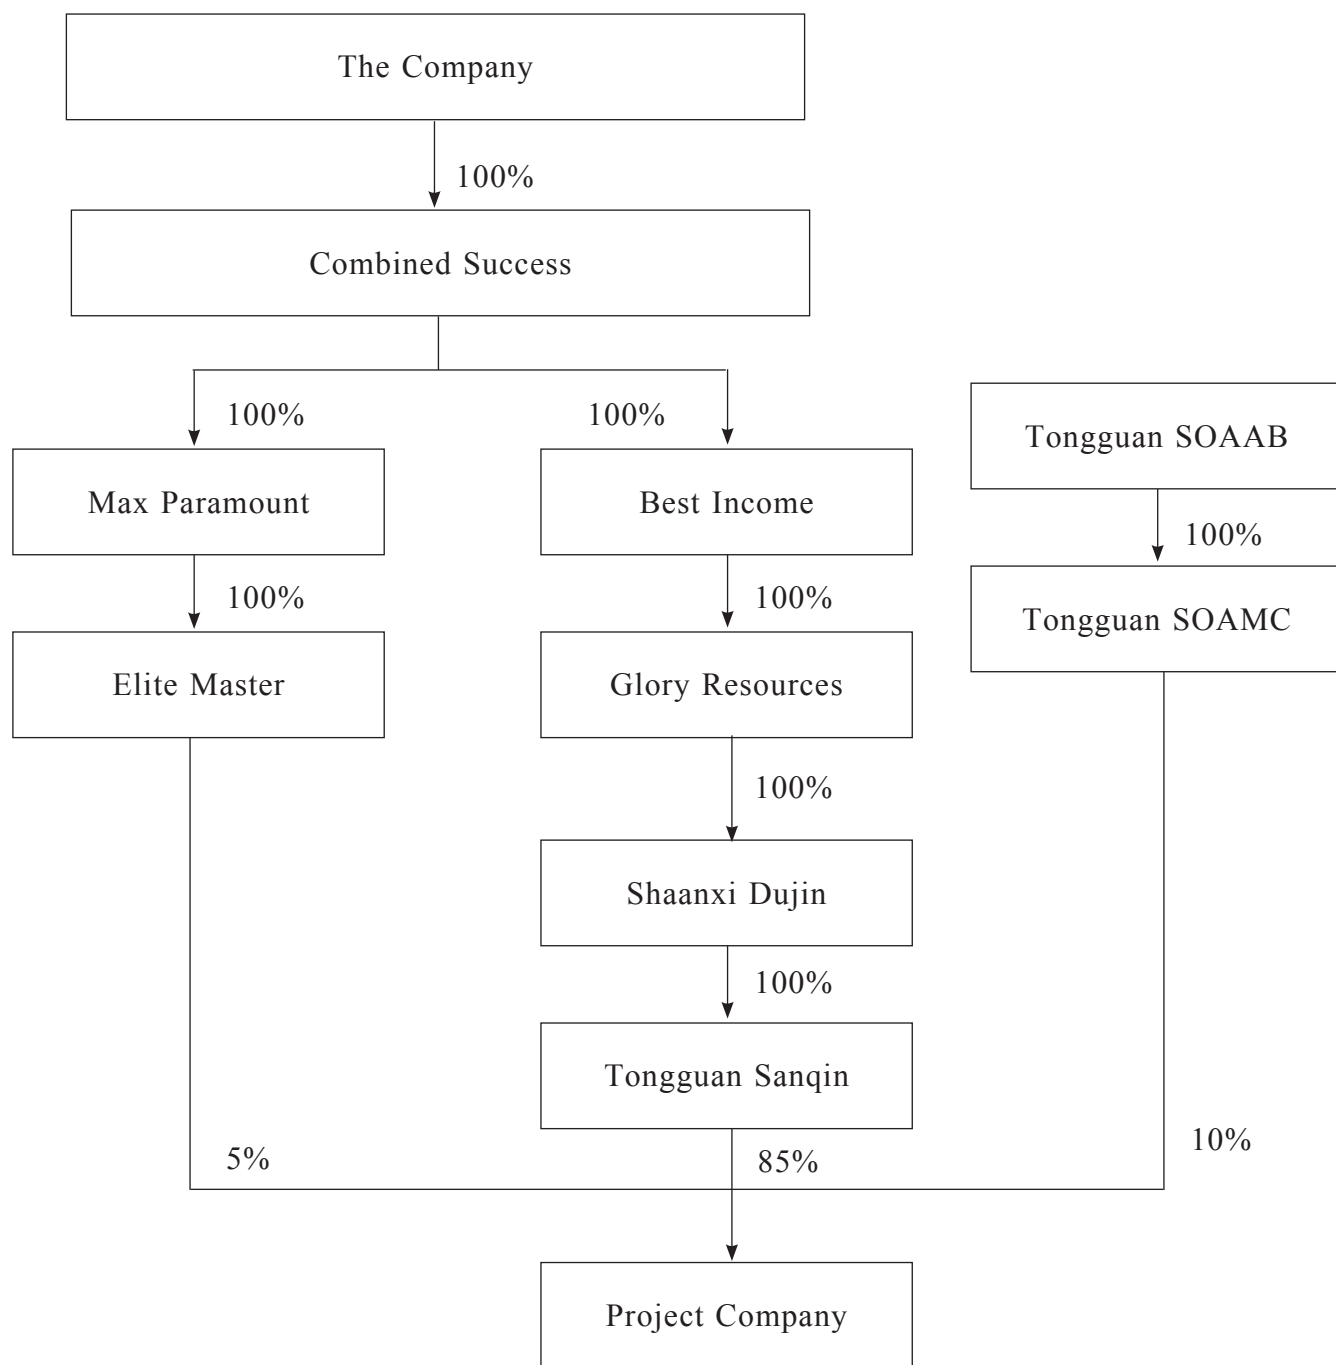 The Company
100%
Combined Success
100%
100%
Max Paramount
Best Income
Tongguan SOAAB
100%
100%
100%
Elite Master
Glory Resources
Tongguan SOAMC
100%
Shaanxi Dujin
100%
Tongguan Sanqin
5%
85%
10%
Project Company